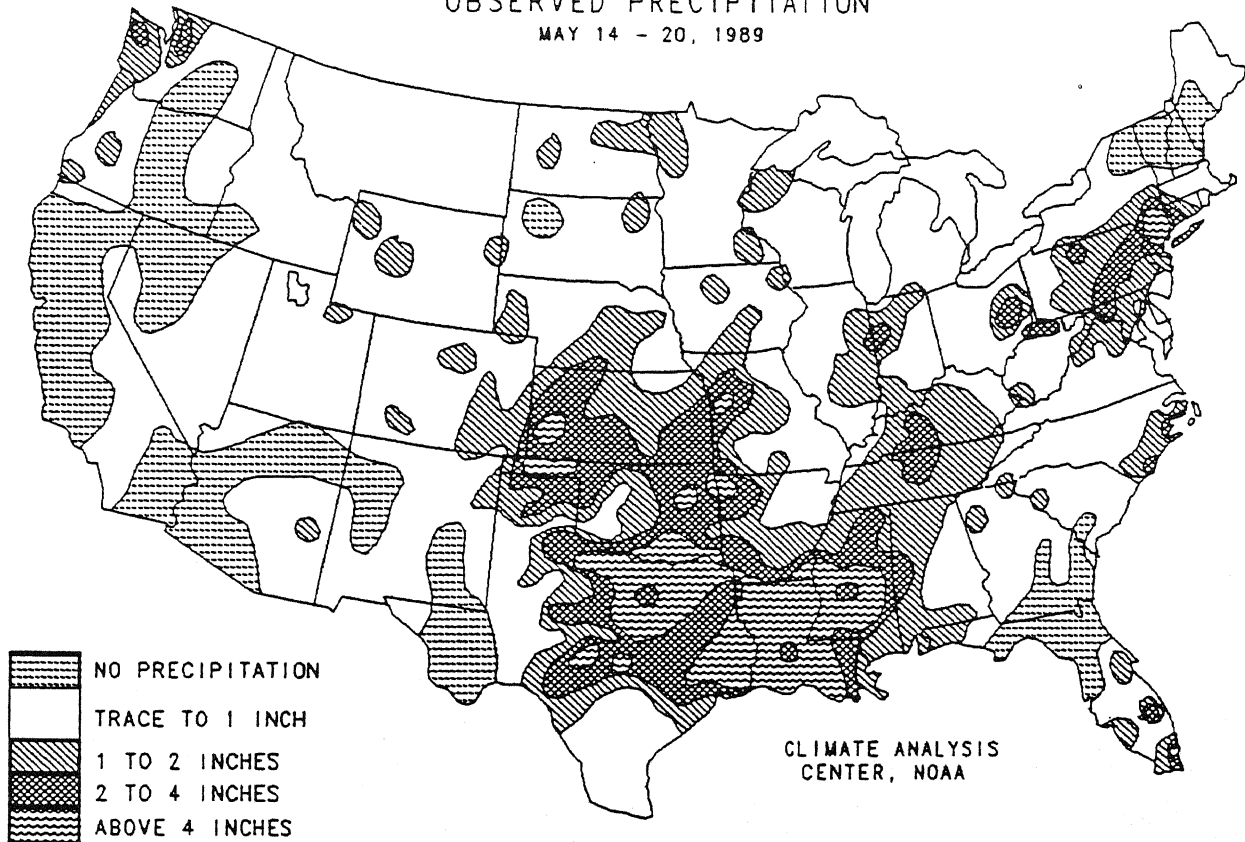 OBSERVED PRECIPITATION
MAY 14 - 20, 1989
NO PRECIPITATION
TRACE TO 1 INCH
1 TO 2 INCHES
2 TO 4 INCHES
ABOVE 4 INCHES
CLIMATE ANALYSIS
CENTER, NOAA